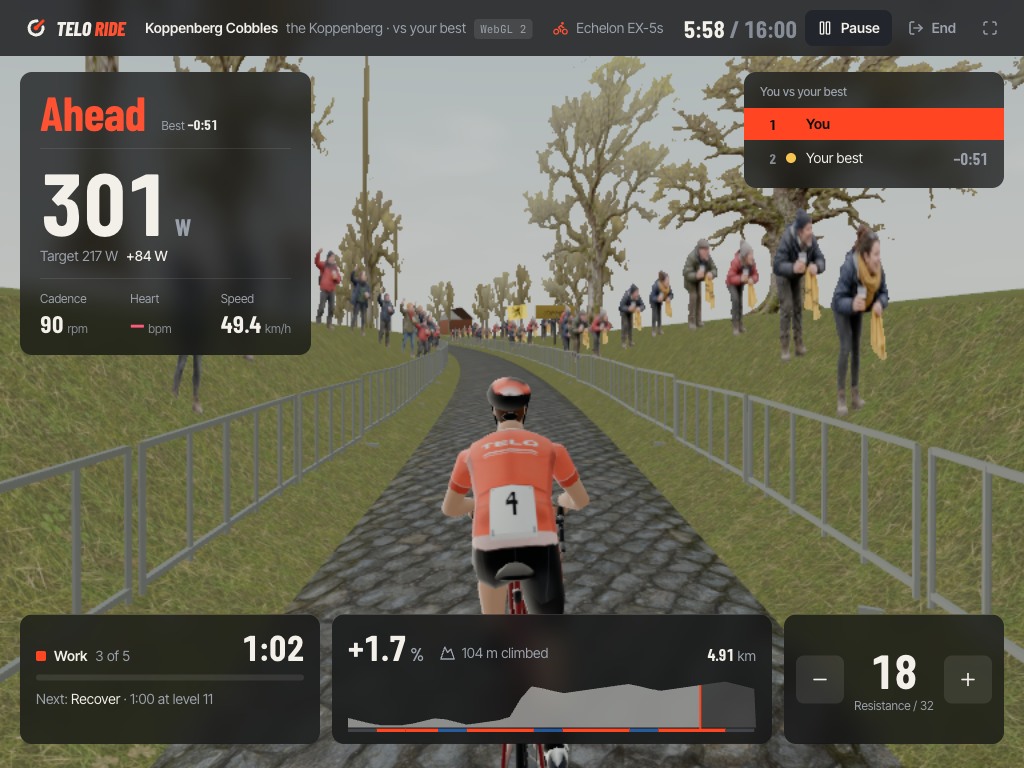 TELO RIDE
Koppenberg Cobbles the Koppenberg · vs your best WebGL 2
Echelon EX-5s
5:58 / 16:00
Pause
End
Ahead
Best −0:51
301 W
Target 217 W +84 W
Cadence Heart Speed
90 rpm — bpm 49.4 km/h
You vs your best
1 You
2 Your best −0:51
TELO
4
Work 3 of 5 1:02
Next: Recover · 1:00 at level 11
+1.7 % 104 m climbed 4.91 km
− 18 +
Resistance / 32